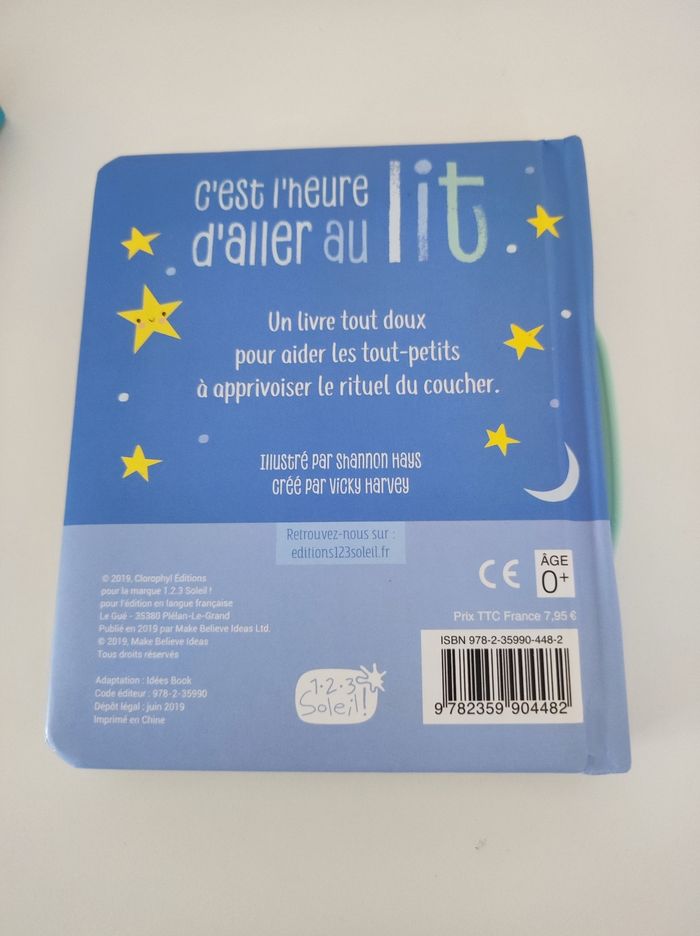 C'est l'heure
d'aller au lit
Un livre tout doux
pour aider les tout-petits
à apprivoiser le rituel du coucher.
Illustré par Shannon Hays
Créé par Vicky Harvey
Retrouvez-nous sur :
editions123soleil.fr
© 2019, Clorophyl Éditions
pour la marque 1.2.3 Soleil !
pour l'édition en langue française
Le Gué - 35380 Plélan-Le-Grand
Publié en 2019 par Make Believe Ideas Ltd.
© 2019, Make Believe Ideas
Tous droits réservés
Adaptation : Idées Book
Code éditeur : 978-2-35990
Dépôt légal : juin 2019
Imprimé en Chine
1·2·3
Soleil!
CE
ÂGE
0+
Prix TTC France 7,95 €
ISBN 978-2-35990-448-2
9 782359 904482